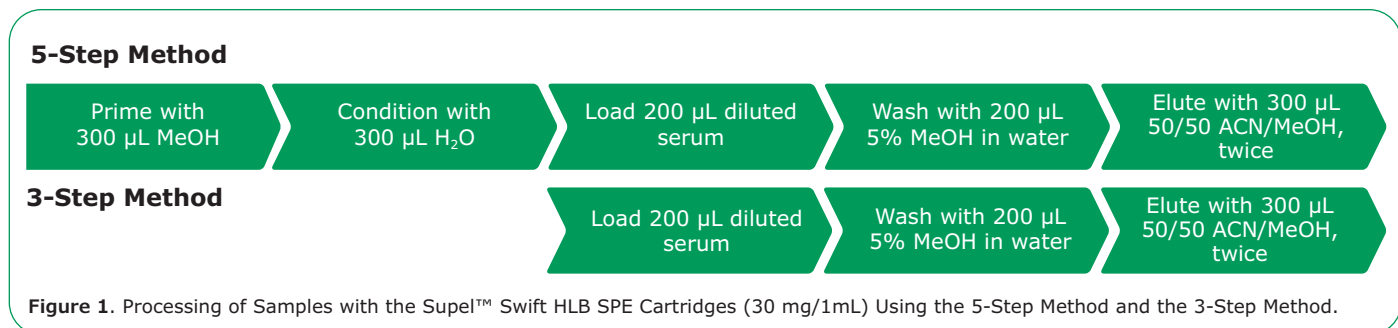 5-Step Method
Prime with
300 µL MeOH
Condition with
300 µL H₂O
Load 200 µL diluted
serum
Wash with 200 µL
5% MeOH in water
Elute with 300 µL
50/50 ACN/MeOH,
twice
3-Step Method
Load 200 µL diluted
serum
Wash with 200 µL
5% MeOH in water
Elute with 300 µL
50/50 ACN/MeOH,
twice
Figure 1. Processing of Samples with the Supel™ Swift HLB SPE Cartridges (30 mg/1mL) Using the 5-Step Method and the 3-Step Method.